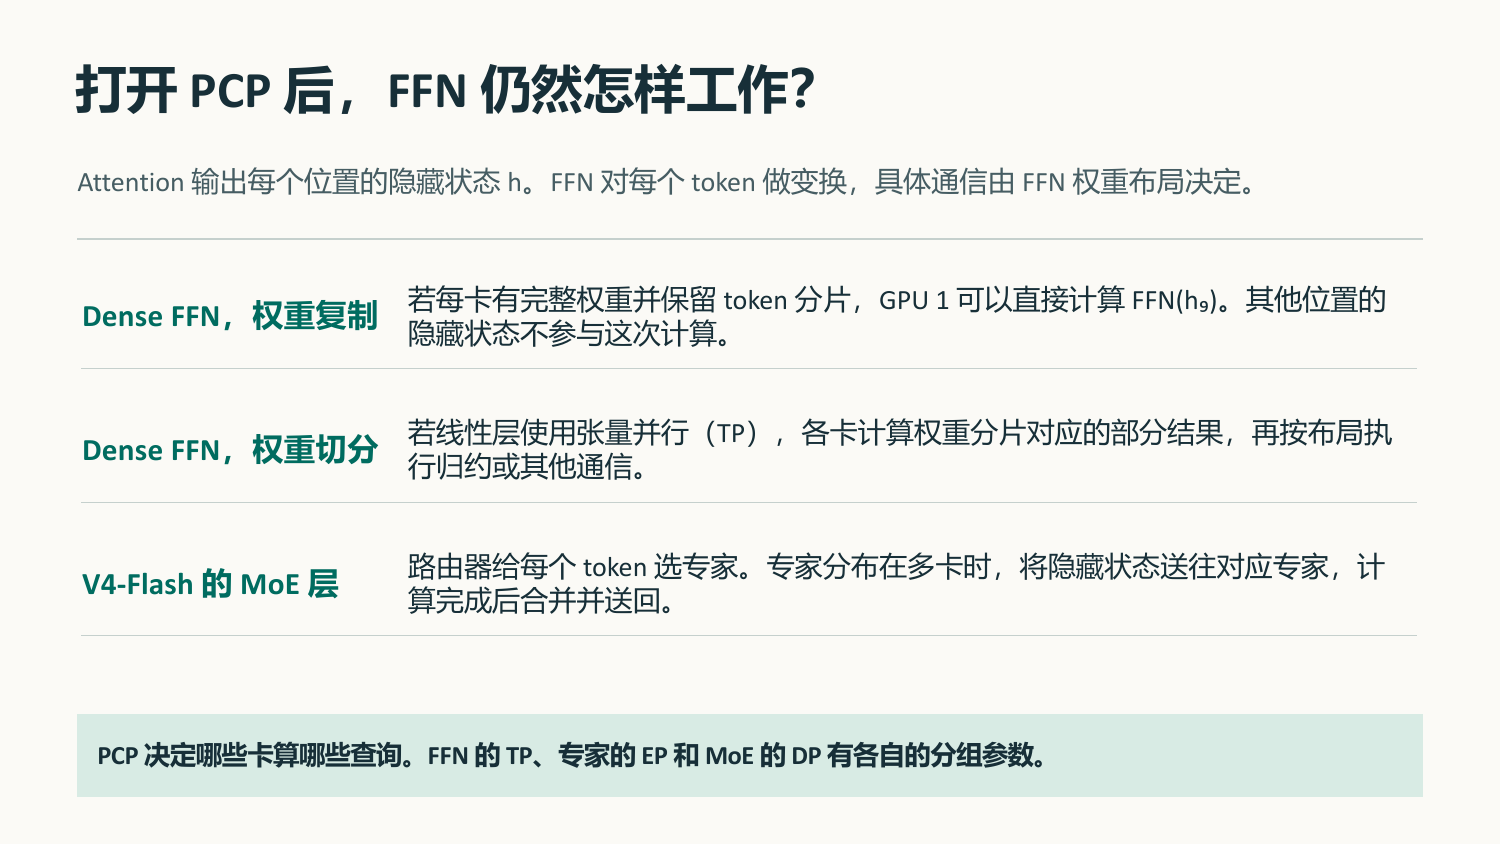 打开 PCP 后，FFN 仍然怎样工作？
Attention 输出每个位置的隐藏状态 h。FFN 对每个 token 做变换，具体通信由 FFN 权重布局决定。
Dense FFN，权重复制
若每卡有完整权重并保留 token 分片，GPU 1 可以直接计算 FFN(h₉)。其他位置的
隐藏状态不参与这次计算。
Dense FFN，权重切分
若线性层使用张量并行（TP），各卡计算权重分片对应的部分结果，再按布局执
行归约或其他通信。
V4-Flash 的 MoE 层
路由器给每个 token 选专家。专家分布在多卡时，将隐藏状态送往对应专家，计
算完成后合并并送回。
PCP 决定哪些卡算哪些查询。FFN 的 TP、专家的 EP 和 MoE 的 DP 有各自的分组参数。